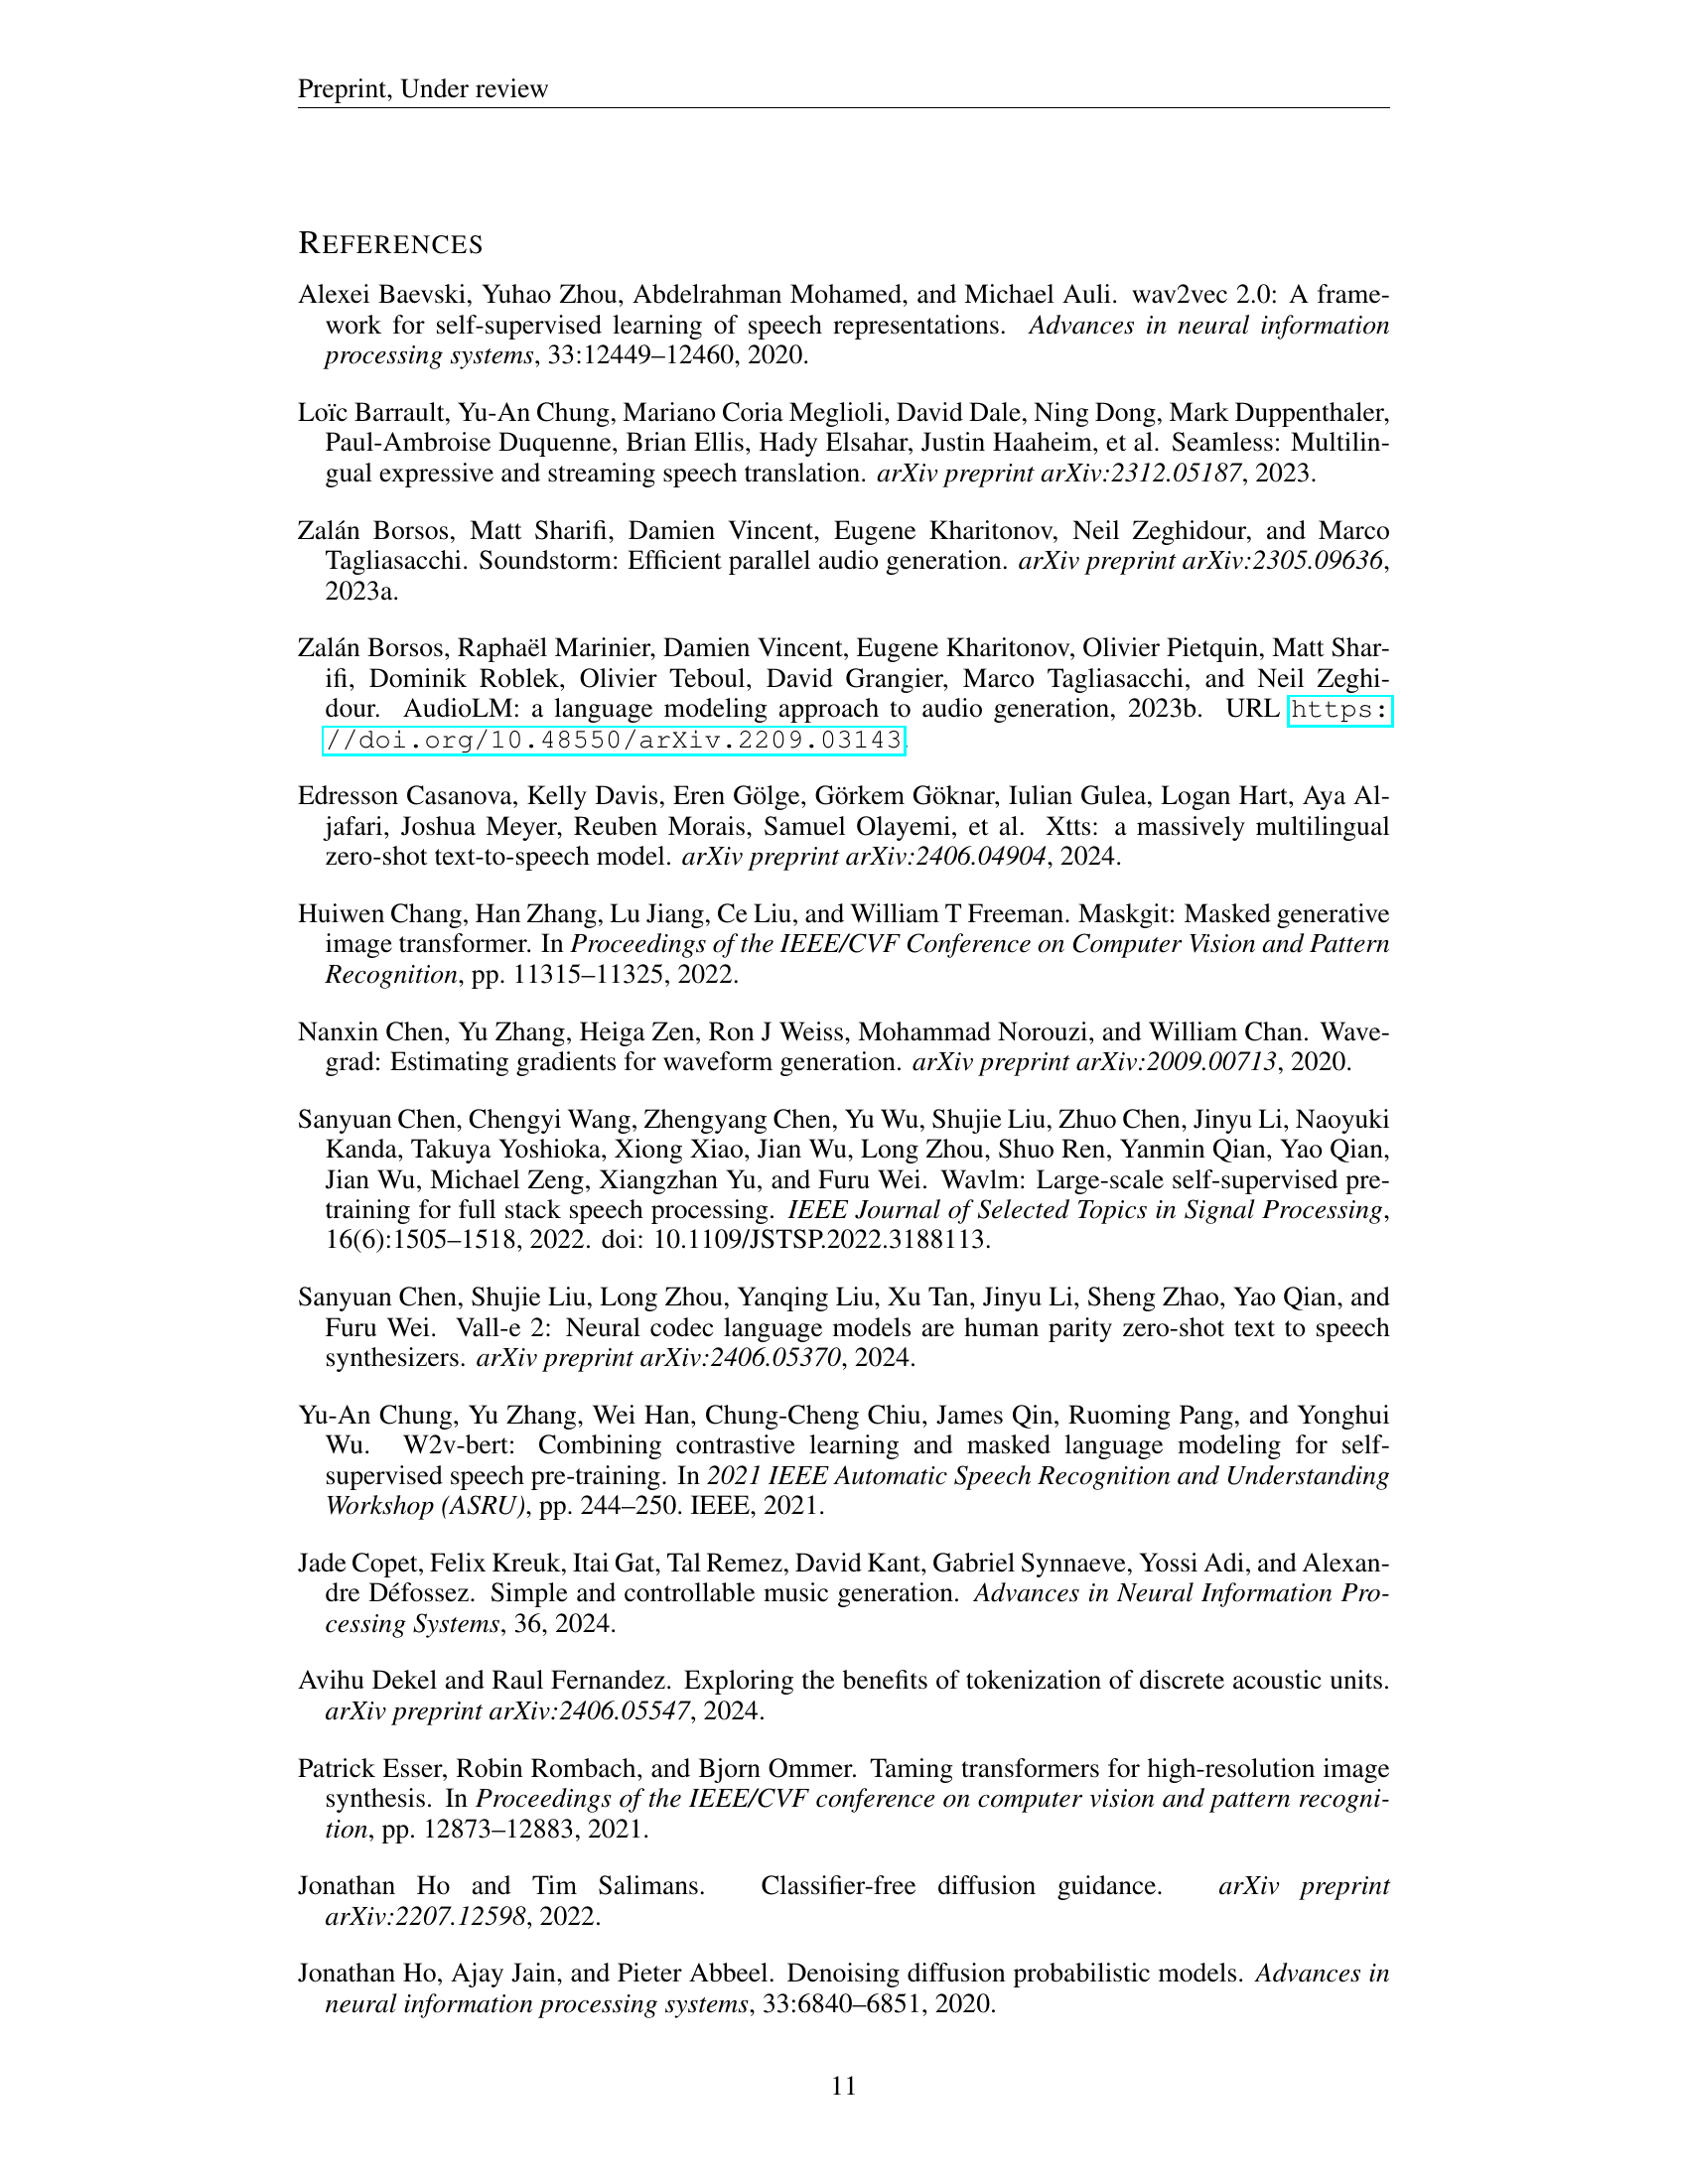 Preprint, Under review
REFERENCES
Alexei Baevski, Yuhao Zhou, Abdelrahman Mohamed, and Michael Auli. wav2vec 2.0: A frame-
work for self-supervised learning of speech representations. Advances in neural information
processing systems, 33:12449–12460, 2020.
Loïc Barrault, Yu-An Chung, Mariano Coria Meglioli, David Dale, Ning Dong, Mark Duppenthaler,
Paul-Ambroise Duquenne, Brian Ellis, Hady Elsahar, Justin Haaheim, et al. Seamless: Multilin-
gual expressive and streaming speech translation. arXiv preprint arXiv:2312.05187, 2023.
Zalán Borsos, Matt Sharifi, Damien Vincent, Eugene Kharitonov, Neil Zeghidour, and Marco
Tagliasacchi. Soundstorm: Efficient parallel audio generation. arXiv preprint arXiv:2305.09636,
2023a.
Zalán Borsos, Raphaël Marinier, Damien Vincent, Eugene Kharitonov, Olivier Pietquin, Matt Shar-
ifi, Dominik Roblek, Olivier Teboul, David Grangier, Marco Tagliasacchi, and Neil Zeghi-
dour. AudioLM: a language modeling approach to audio generation, 2023b. URL https:
//doi.org/10.48550/arXiv.2209.03143.
Edresson Casanova, Kelly Davis, Eren Gölge, Görkem Göknar, Iulian Gulea, Logan Hart, Aya Al-
jafari, Joshua Meyer, Reuben Morais, Samuel Olayemi, et al. Xtts: a massively multilingual
zero-shot text-to-speech model. arXiv preprint arXiv:2406.04904, 2024.
Huiwen Chang, Han Zhang, Lu Jiang, Ce Liu, and William T Freeman. Maskgit: Masked generative
image transformer. In Proceedings of the IEEE/CVF Conference on Computer Vision and Pattern
Recognition, pp. 11315–11325, 2022.
Nanxin Chen, Yu Zhang, Heiga Zen, Ron J Weiss, Mohammad Norouzi, and William Chan. Wave-
grad: Estimating gradients for waveform generation. arXiv preprint arXiv:2009.00713, 2020.
Sanyuan Chen, Chengyi Wang, Zhengyang Chen, Yu Wu, Shujie Liu, Zhuo Chen, Jinyu Li, Naoyuki
Kanda, Takuya Yoshioka, Xiong Xiao, Jian Wu, Long Zhou, Shuo Ren, Yanmin Qian, Yao Qian,
Jian Wu, Michael Zeng, Xiangzhan Yu, and Furu Wei. Wavlm: Large-scale self-supervised pre-
training for full stack speech processing. IEEE Journal of Selected Topics in Signal Processing,
16(6):1505–1518, 2022. doi: 10.1109/JSTSP.2022.3188113.
Sanyuan Chen, Shujie Liu, Long Zhou, Yanqing Liu, Xu Tan, Jinyu Li, Sheng Zhao, Yao Qian, and
Furu Wei. Vall-e 2: Neural codec language models are human parity zero-shot text to speech
synthesizers. arXiv preprint arXiv:2406.05370, 2024.
Yu-An Chung, Yu Zhang, Wei Han, Chung-Cheng Chiu, James Qin, Ruoming Pang, and Yonghui
Wu. W2v-bert: Combining contrastive learning and masked language modeling for self-
supervised speech pre-training. In 2021 IEEE Automatic Speech Recognition and Understanding
Workshop (ASRU), pp. 244–250. IEEE, 2021.
Jade Copet, Felix Kreuk, Itai Gat, Tal Remez, David Kant, Gabriel Synnaeve, Yossi Adi, and Alexan-
dre Défossez. Simple and controllable music generation. Advances in Neural Information Pro-
cessing Systems, 36, 2024.
Avihu Dekel and Raul Fernandez. Exploring the benefits of tokenization of discrete acoustic units.
arXiv preprint arXiv:2406.05547, 2024.
Patrick Esser, Robin Rombach, and Bjorn Ommer. Taming transformers for high-resolution image
synthesis. In Proceedings of the IEEE/CVF conference on computer vision and pattern recogni-
tion, pp. 12873–12883, 2021.
Jonathan Ho and Tim Salimans. Classifier-free diffusion guidance. arXiv preprint
arXiv:2207.12598, 2022.
Jonathan Ho, Ajay Jain, and Pieter Abbeel. Denoising diffusion probabilistic models. Advances in
neural information processing systems, 33:6840–6851, 2020.
11